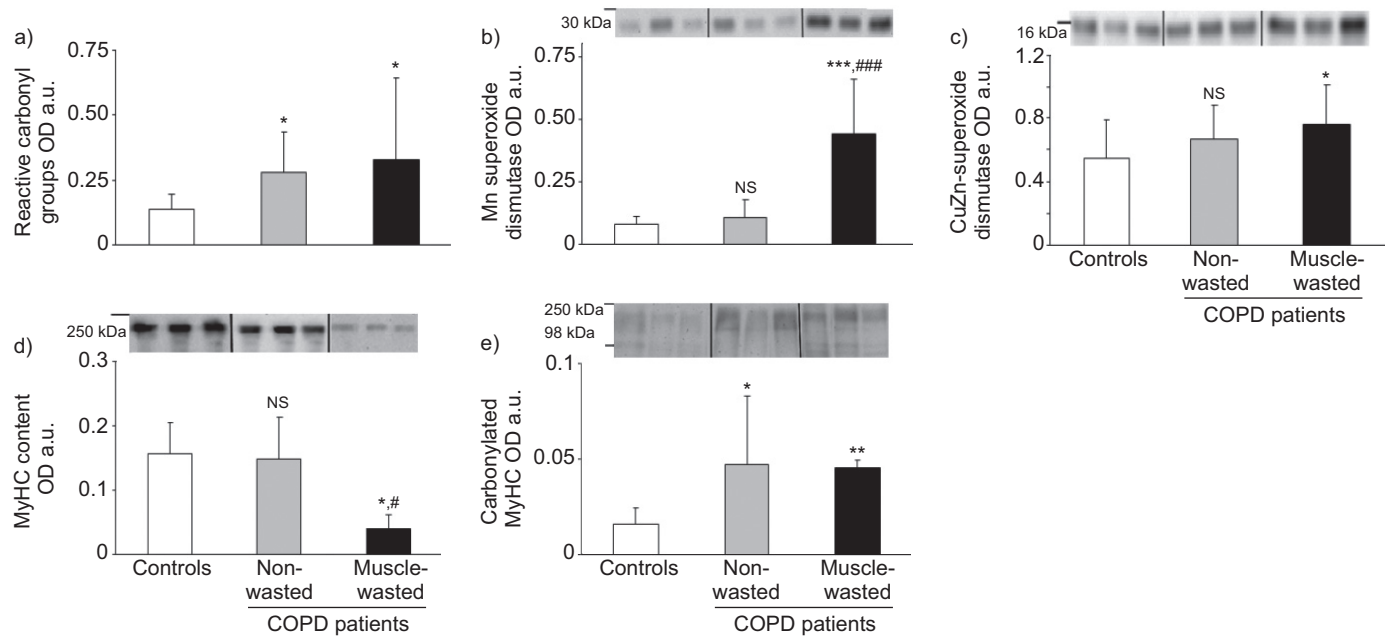 a)
0.75
0.50
0.25
0
Reactive carbonyl
groups OD a.u.
*
*
b)
30 kDa
0.75
0.50
0.25
0
Mn superoxide
dismutase OD a.u.
NS
***,###
c)
16 kDa
1.2
0.8
0.4
0
CuZn-superoxide
dismutase OD a.u.
NS
*
Controls
Non-
wasted
Muscle-
wasted
COPD patients
d)
250 kDa
0.3
0.2
0.1
0
MyHC content
OD a.u.
NS
*,#
Controls
Non-
wasted
Muscle-
wasted
COPD patients
e)
250 kDa
98 kDa
0.1
0.05
0
Carbonylated
MyHC OD a.u.
*
**
Controls
Non-
wasted
Muscle-
wasted
COPD patients